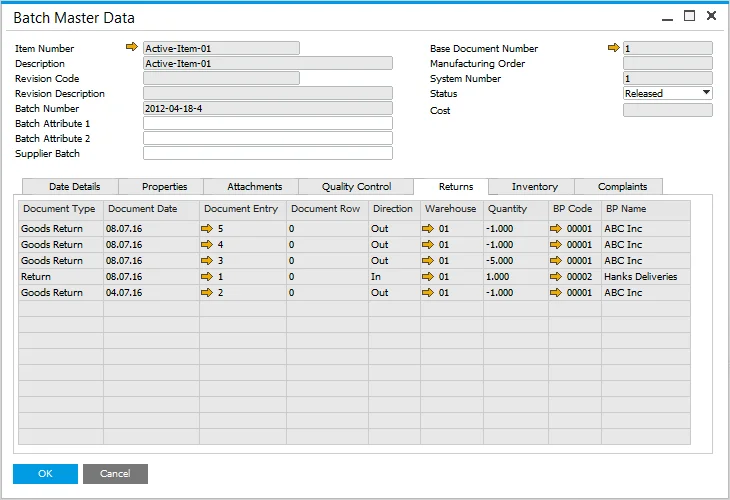 Batch Master Data
Item Number Active-Item-01 Base Document Number 1
Description Active-Item-01 Manufacturing Order
Revision Code System Number 1
Revision Description Status Released
Batch Number 2012-04-18-4 Cost
Batch Attribute 1
Batch Attribute 2
Supplier Batch
Date Details Properties Attachments Quality Control Returns Inventory Complaints
Document Type Document Date Document Entry Document Row Direction Warehouse Quantity BP Code BP Name
Goods Return 08.07.16 5 0 Out 01 -1.000 00001 ABC Inc
Goods Return 08.07.16 4 0 Out 01 -1.000 00001 ABC Inc
Goods Return 08.07.16 3 0 Out 01 -5.000 00001 ABC Inc
Return 08.07.16 1 0 In 01 1.000 00002 Hanks Deliveries
Goods Return 04.07.16 2 0 Out 01 -1.000 00001 ABC Inc
OK Cancel